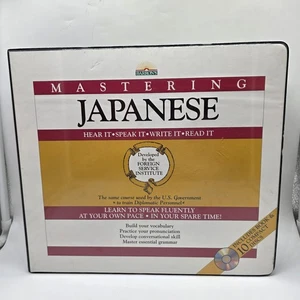 BARRON'S
MASTERING
JAPANESE
HEAR IT • SPEAK IT • WRITE IT • READ IT
Developed
by the
FOREIGN
SERVICE
INSTITUTE
The same course used by the U.S. Government
to train Diplomatic Personnel!
LEARN TO SPEAK FLUENTLY
AT YOUR OWN PACE • IN YOUR SPARE TIME!
Build your vocabulary
Practice your pronunciation
Develop conversational skill
Master essential grammar
10 COMPACT